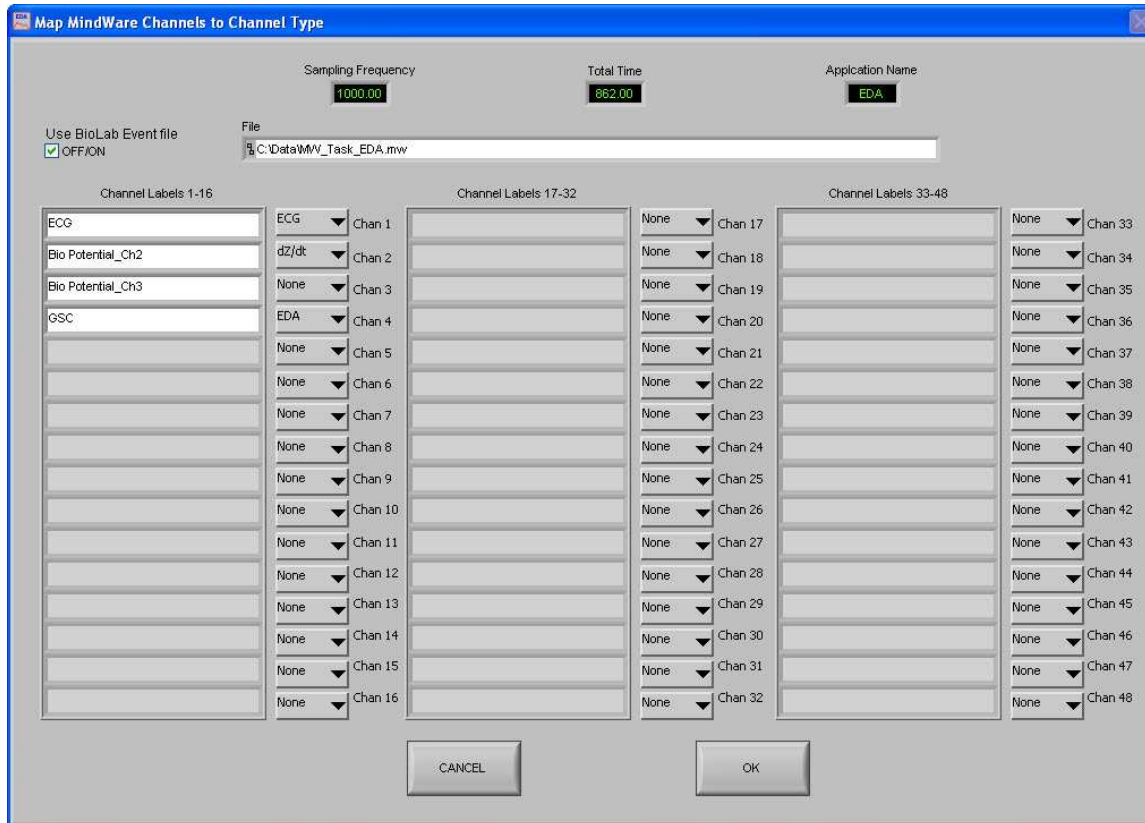 EDA Map MindWare Channels to Channel Type
Sampling Frequency Total Time Applcation Name
1000.00 862.00 EDA
Use BioLab Event file File
OFF/ON C:\Data\MW_Task_EDA.mw
Channel Labels 1-16 Channel Labels 17-32 Channel Labels 33-48
ECG ECG Chan 1 None Chan 17 None Chan 33
Bio Potential_Ch2 dZ/dt Chan 2 None Chan 18 None Chan 34
Bio Potential_Ch3 None Chan 3 None Chan 19 None Chan 35
GSC EDA Chan 4 None Chan 20 None Chan 36
None Chan 5 None Chan 21 None Chan 37
None Chan 6 None Chan 22 None Chan 38
None Chan 7 None Chan 23 None Chan 39
None Chan 8 None Chan 24 None Chan 40
None Chan 9 None Chan 25 None Chan 41
None Chan 10 None Chan 26 None Chan 42
None Chan 11 None Chan 27 None Chan 43
None Chan 12 None Chan 28 None Chan 44
None Chan 13 None Chan 29 None Chan 45
None Chan 14 None Chan 30 None Chan 46
None Chan 15 None Chan 31 None Chan 47
None Chan 16 None Chan 32 None Chan 48
CANCEL OK